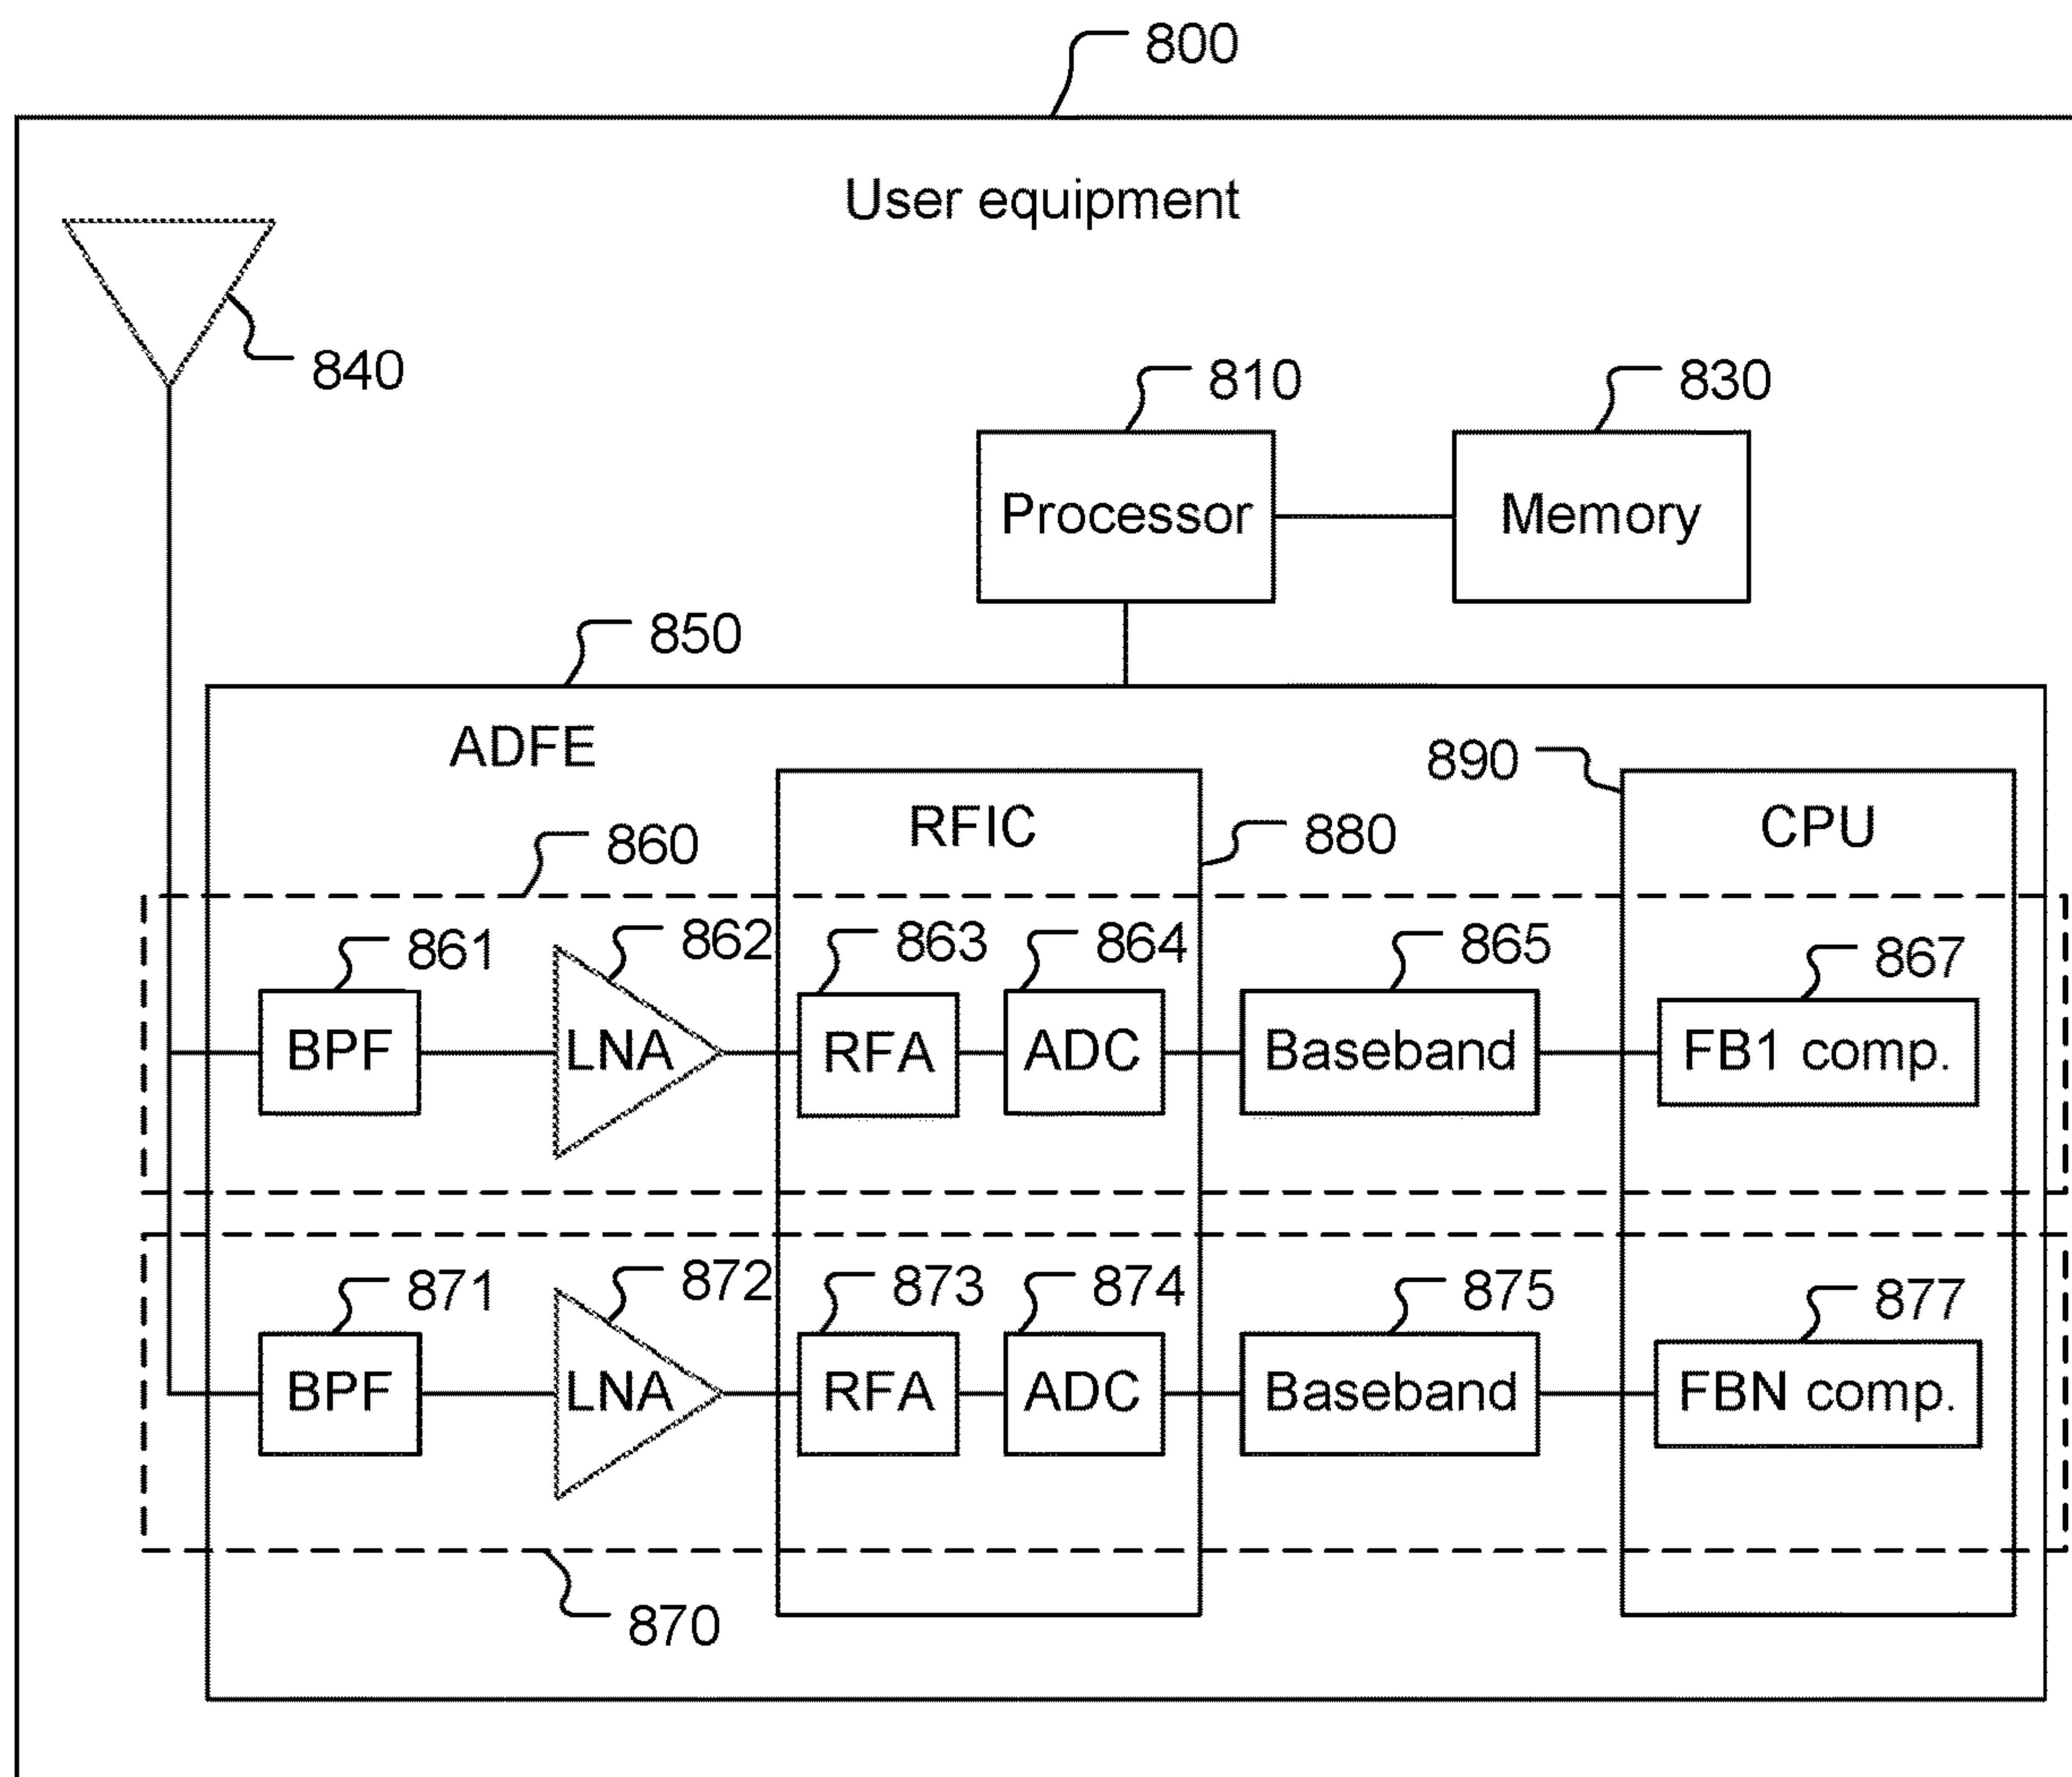 800
User equipment
840
810
830
Processor
Memory
850
ADFE
890
RFIC
CPU
860
880
861
862
863
864
865
867
BPF
LNA
RFA
ADC
Baseband
FB1 comp.
871
872
873
874
875
877
BPF
LNA
RFA
ADC
Baseband
FBN comp.
870